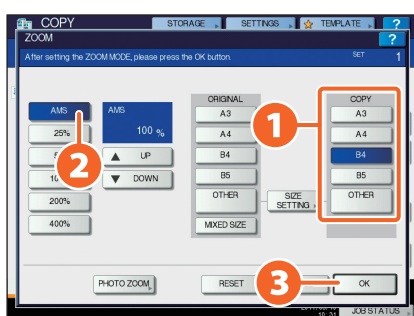 COPY
STORAGE
SETTINGS
TEMPLATE
?
ZOOM
?
After setting the ZOOM MODE, please press the OK button.
SET 1
AMS
25%
200%
400%
AMS
100 %
UP
DOWN
ORIGINAL
A3
A4
B4
B5
OTHER
MIXED SIZE
SIZE
SETTING
COPY
A3
A4
B4
B5
OTHER
1
2
3
PHOTO ZOOM
RESET
OK
JOB STATUS